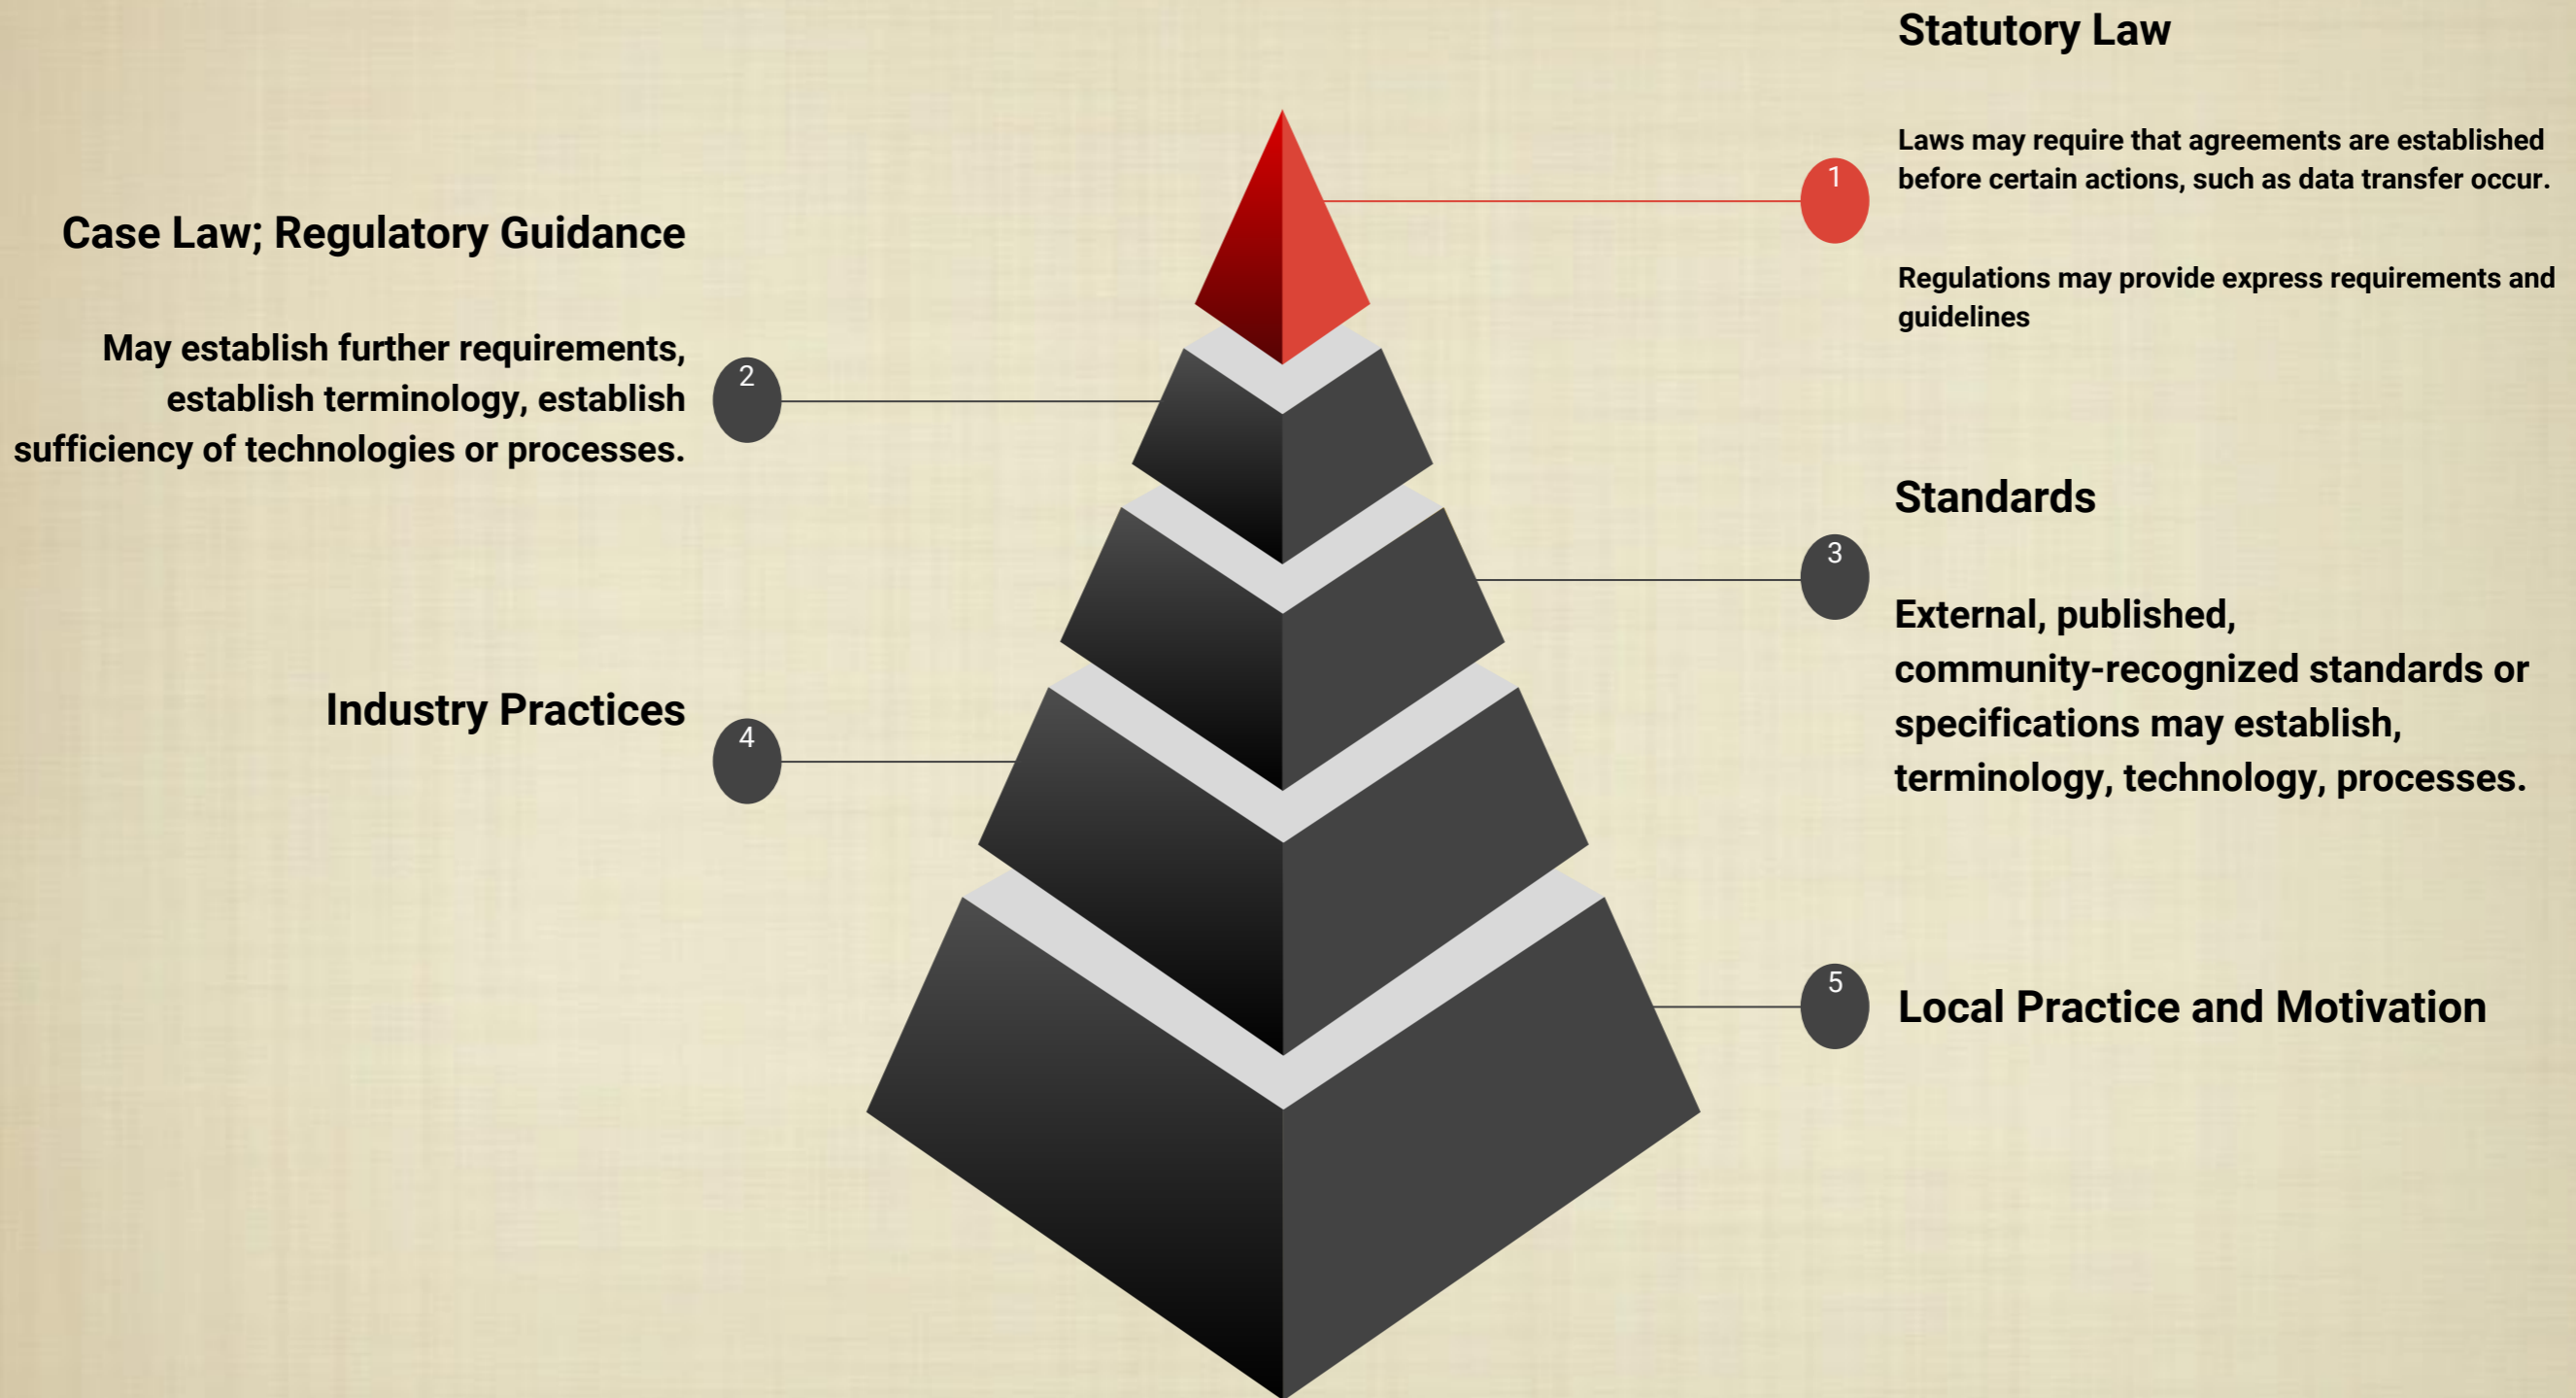 Statutory Law
Laws may require that agreements are established
before certain actions, such as data transfer occur.
Regulations may provide express requirements and
guidelines
1
Case Law; Regulatory Guidance
May establish further requirements,
establish terminology, establish
sufficiency of technologies or processes.
2
Standards
External, published,
community-recognized standards or
specifications may establish,
terminology, technology, processes.
3
Industry Practices
4
Local Practice and Motivation
5